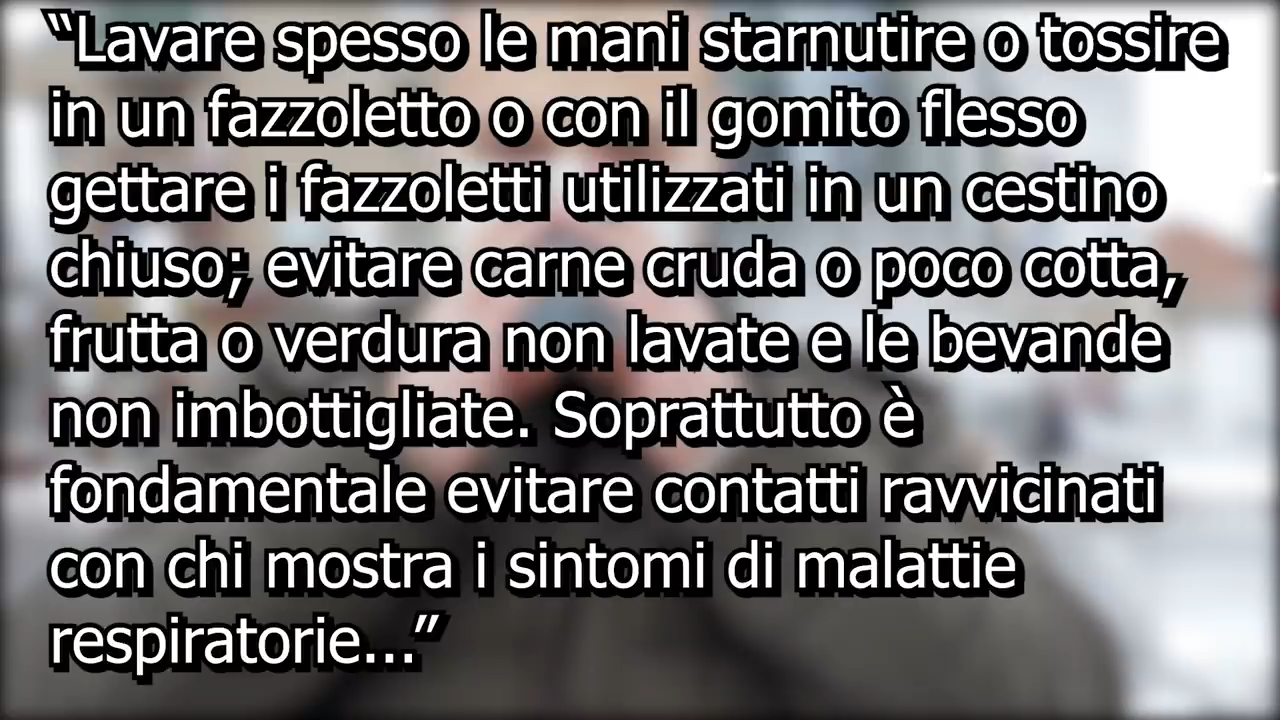 “Lavare spesso le mani starnutire o tossire
in un fazzoletto o con il gomito flesso
gettare i fazzoletti utilizzati in un cestino
chiuso; evitare carne cruda o poco cotta,
frutta o verdura non lavate e le bevande
non imbottigliate. Soprattutto è
fondamentale evitare contatti ravvicinati
con chi mostra i sintomi di malattie
respiratorie...”